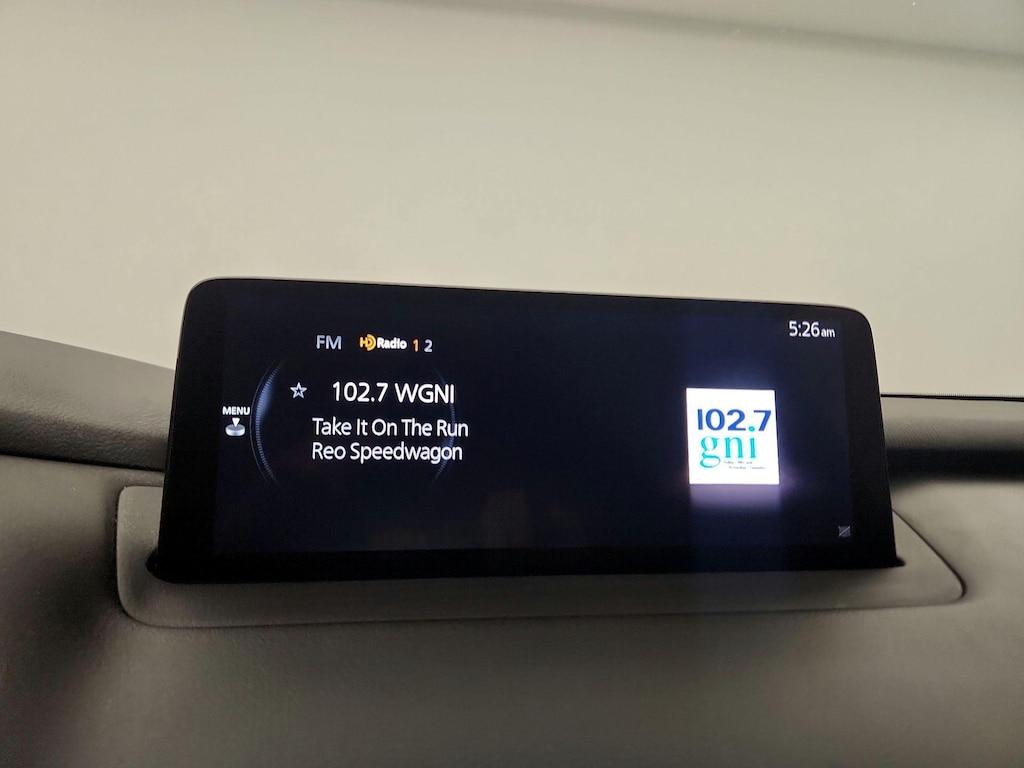 5:26am
FM HD Radio 1 2
102.7 WGNI
MENU
Take It On The Run
Reo Speedwagon
102.7
gni